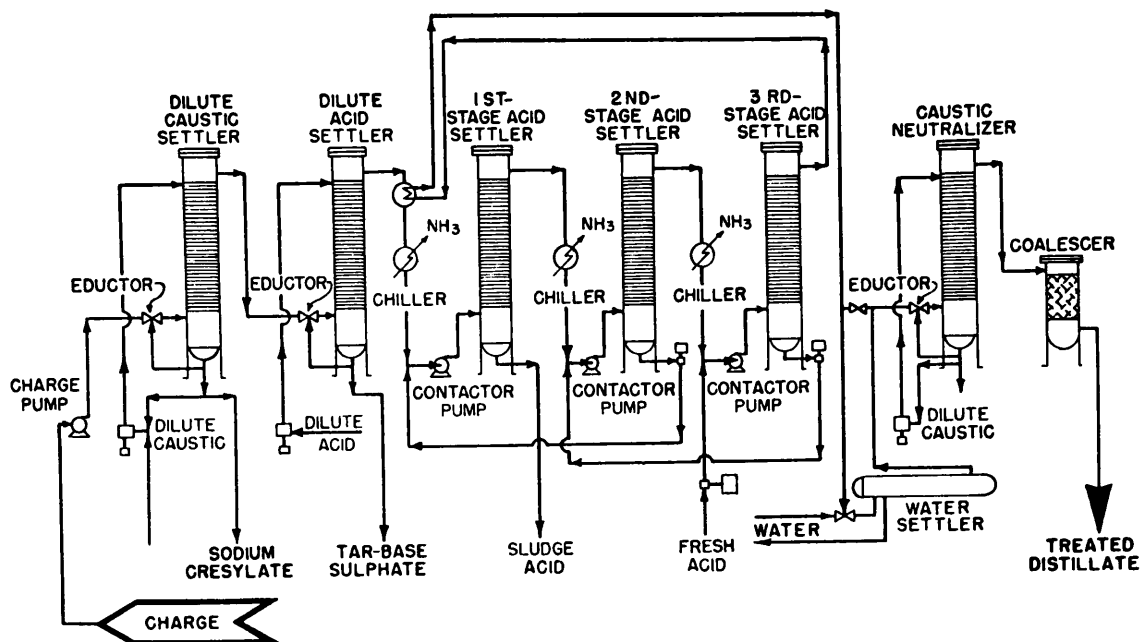 DILUTE
CAUSTIC
SETTLER
DILUTE
ACID
SETTLER
1ST-
STAGE ACID
SETTLER
2ND-
STAGE ACID
SETTLER
3RD-
STAGE ACID
SETTLER
CAUSTIC
NEUTRALIZER
NH3
NH3
NH3
COALESCER
EDUCTOR
EDUCTOR
CHILLER
CHILLER
CHILLER
EDUCTOR
CHARGE
PUMP
CONTACTOR
PUMP
CONTACTOR
PUMP
CONTACTOR
PUMP
DILUTE
CAUSTIC
DILUTE
ACID
DILUTE
CAUSTIC
WATER
WATER
SETTLER
SODIUM
CRESYLATE
TAR-BASE
SULPHATE
SLUDGE
ACID
FRESH
ACID
TREATED
DISTILLATE
CHARGE